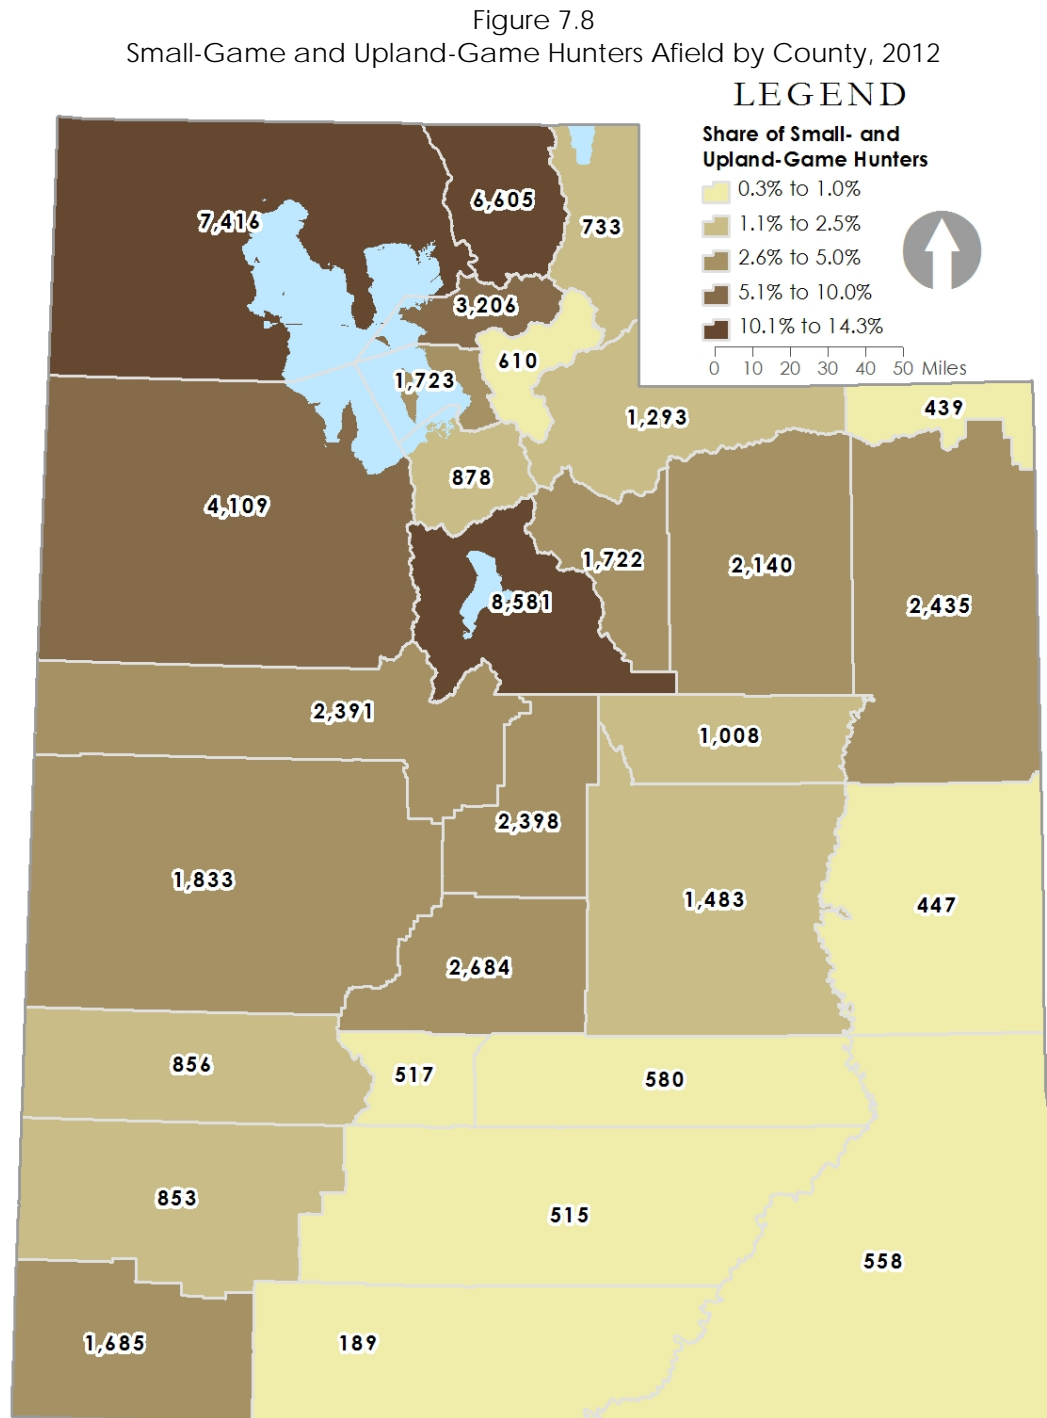 Figure 7.8
Small-Game and Upland-Game Hunters Afield by County, 2012
LEGEND
Share of Small- and
Upland-Game Hunters
0.3% to 1.0%
1.1% to 2.5%
2.6% to 5.0%
5.1% to 10.0%
10.1% to 14.3%
0 10 20 30 40 50 Miles
7,416
6,605
733
3,206
610
1,723
1,293
439
878
4,109
1,722
2,140
8,581
2,435
2,391
1,008
2,398
1,833
1,483
447
2,684
856
517
580
853
515
558
1,685
189